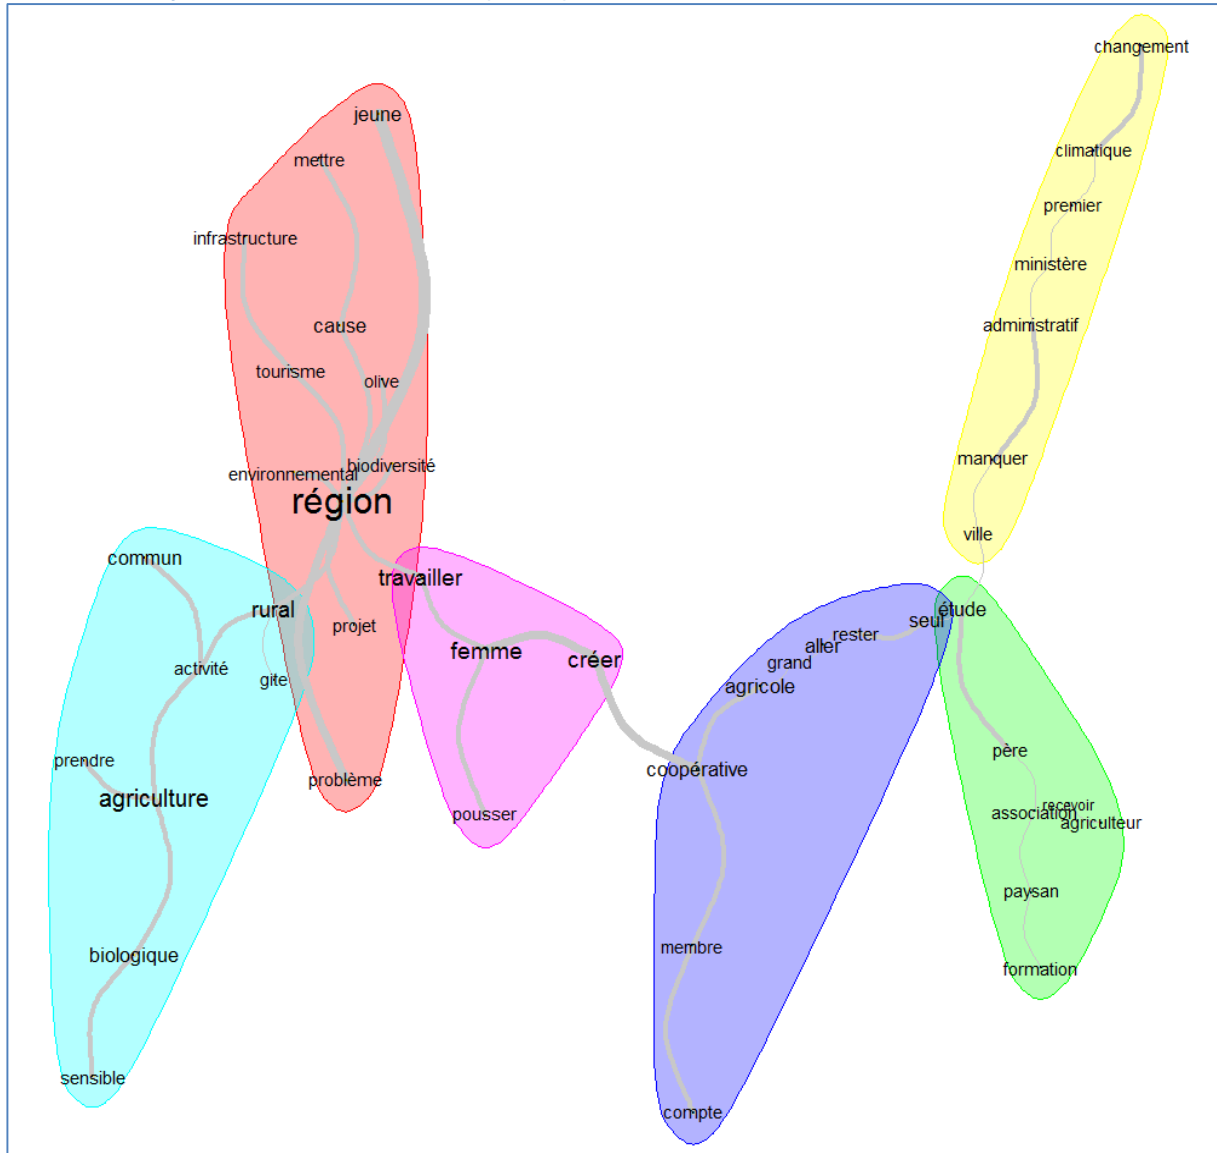 changement
jeune
climatique
mettre
premier
infrastructure
ministère
cause
administratif
tourisme
olive
manquer
biodiversité
environnemental
région
ville
commun
travailler
rural
étude
seul
projet
rester
aller
femme
créer
grand
activité
gite
agricole
père
prendre
coopérative
problème
agriculture
recevoir
association
agriculteur
pousser
paysan
membre
biologique
formation
sensible
compte